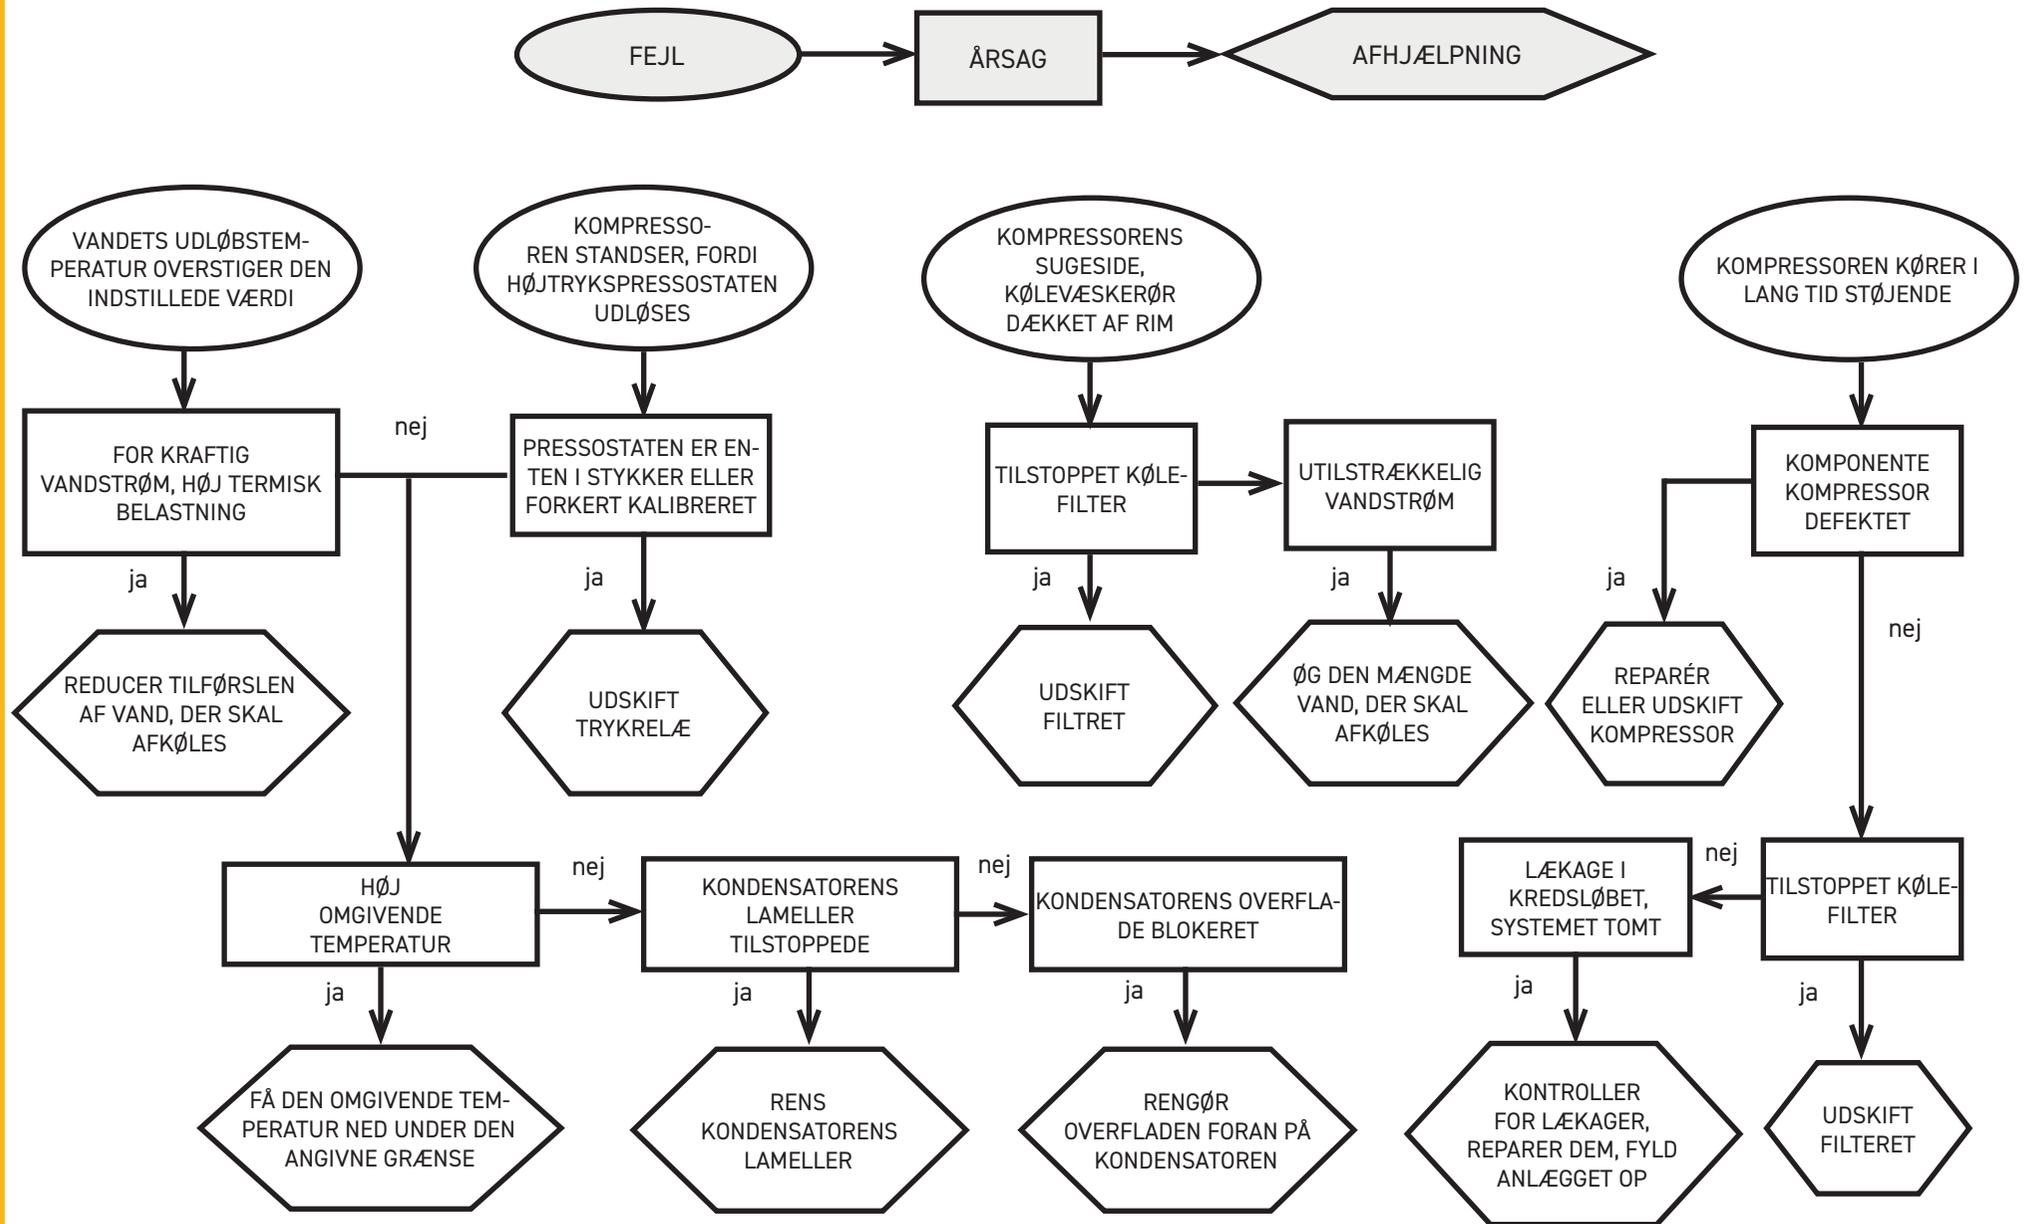 FEJL
ÅRSAG
AFHJÆLPNING
VANDETS UDLØBSTEM-
PERATUR OVERSTIGER DEN
INDSTILLEDE VÆRDI
KOMPRESSO-
REN STANDSER, FORDI
HØJTRYKSPRESSOSTATEN
UDLØSES
KOMPRESSORENS
SUGESIDE,
KØLEVÆSKERØR
DÆKKET AF RIM
KOMPRESSOREN KØRER I
LANG TID STØJENDE
FOR KRAFTIG
VANDSTRØM, HØJ TERMISK
BELASTNING
nej
PRESSOSTATEN ER EN-
TEN I STYKKER ELLER
FORKERT KALIBRERET
TILSTOPPET KØLE-
FILTER
UTILSTRÆKKELIG
VANDSTRØM
KOMPONENTE
KOMPRESSOR
DEFEKTET
ja
ja
ja
ja
ja
nej
REDUCER TILFØRSLEN
AF VAND, DER SKAL
AFKØLES
UDSKIFT
TRYKRELÆ
UDSKIFT
FILTRET
ØG DEN MÆNGDE
VAND, DER SKAL
AFKØLES
REPARÉR
ELLER UDSKIFT
KOMPRESSOR
HØJ
OMGIVENDE
TEMPERATUR
nej
KONDENSATORENS
LAMELLER
TILSTOPPEDE
nej
KONDENSATORENS OVERFLA-
DE BLOKERET
LÆKAGE I
KREDSLØBET,
SYSTEMET TOMT
nej
TILSTOPPET KØLE-
FILTER
ja
ja
ja
ja
ja
FÅ DEN OMGIVENDE TEM-
PERATUR NED UNDER DEN
ANGIVNE GRÆNSE
RENS
KONDENSATORENS
LAMELLER
RENGØR
OVERFLADEN FORAN PÅ
KONDENSATOREN
KONTROLLER
FOR LÆKAGER,
REPARER DEM, FYLD
ANLÆGGET OP
UDSKIFT
FILTERET